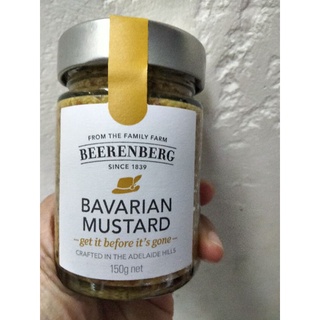 FROM THE FAMILY FARM
BEERENBERG
SINCE 1839
BAVARIAN
MUSTARD
get it before it's gone
CRAFTED IN THE ADELAIDE HILLS
150g net